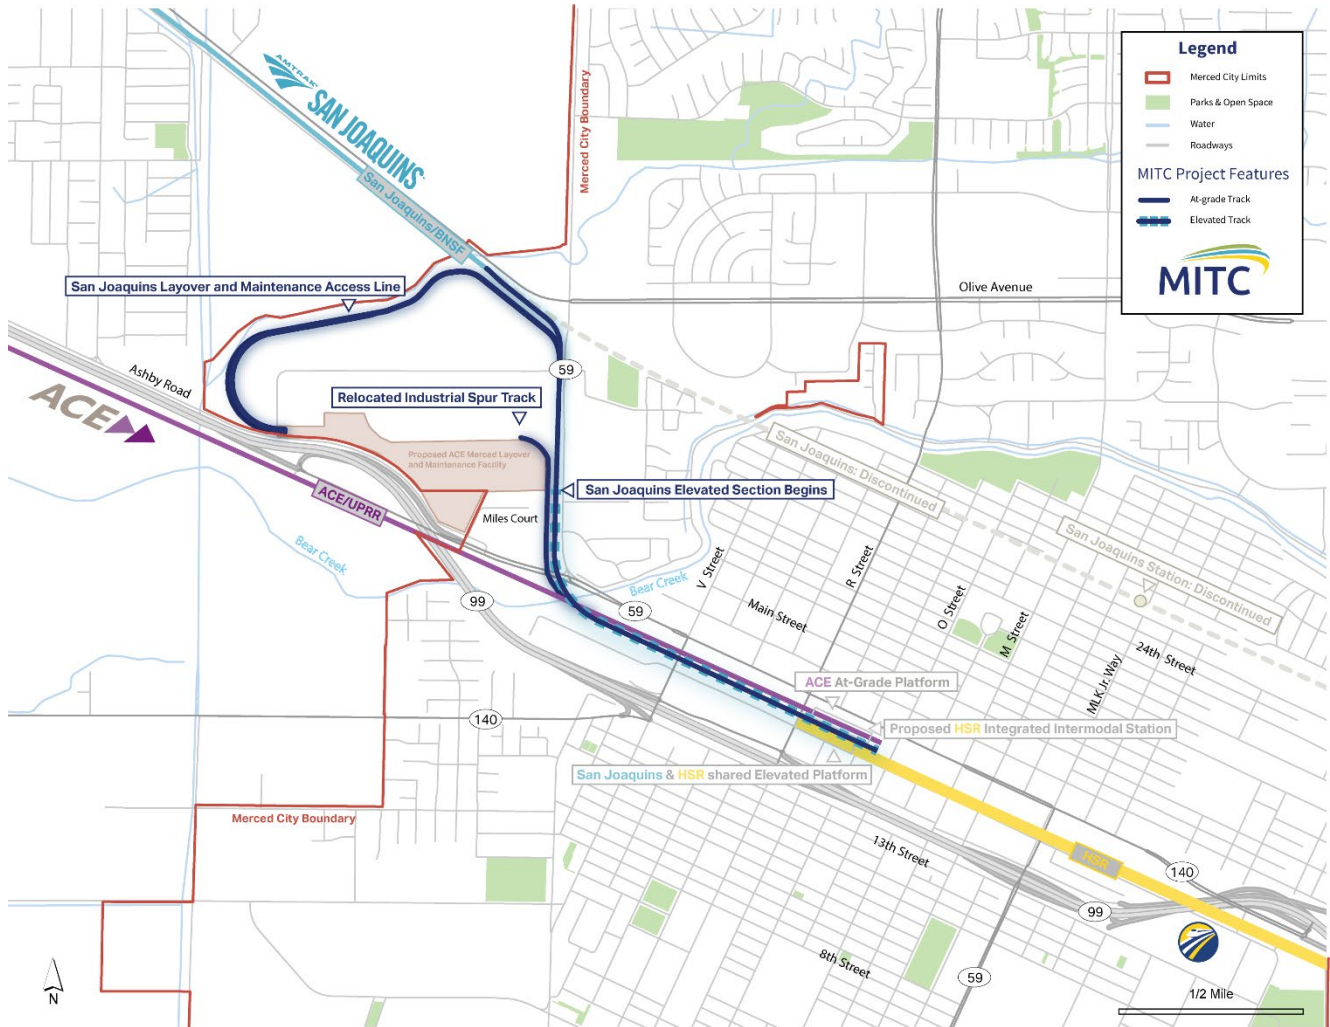 Legend
Merced City Limits
Parks & Open Space
Water
Roadways
MITC Project Features
At-grade Track
Elevated Track
MITC
AMTRAK
SAN JOAQUINS
San Joaquins/BNSF
Merced City Boundary
San Joaquins Layover and Maintenance Access Line
Olive Avenue
59
Ashby Road
ACE
Relocated Industrial Spur Track
Proposed ACE Merced Layover
and Maintenance Facility
San Joaquins: Discontinued
San Joaquins Elevated Section Begins
ACE/UPRR
Miles Court
Bear Creek
Bear Creek
V Street
R Street
San Joaquins Station: Discontinued
99
59
Main Street
O Street
M Street
24th Street
MLK Jr. Way
ACE At-Grade Platform
140
Proposed HSR Integrated Intermodal Station
San Joaquins & HSR shared Elevated Platform
Merced City Boundary
13th Street
HSR
140
99
8th Street
59
N
1/2 Mile